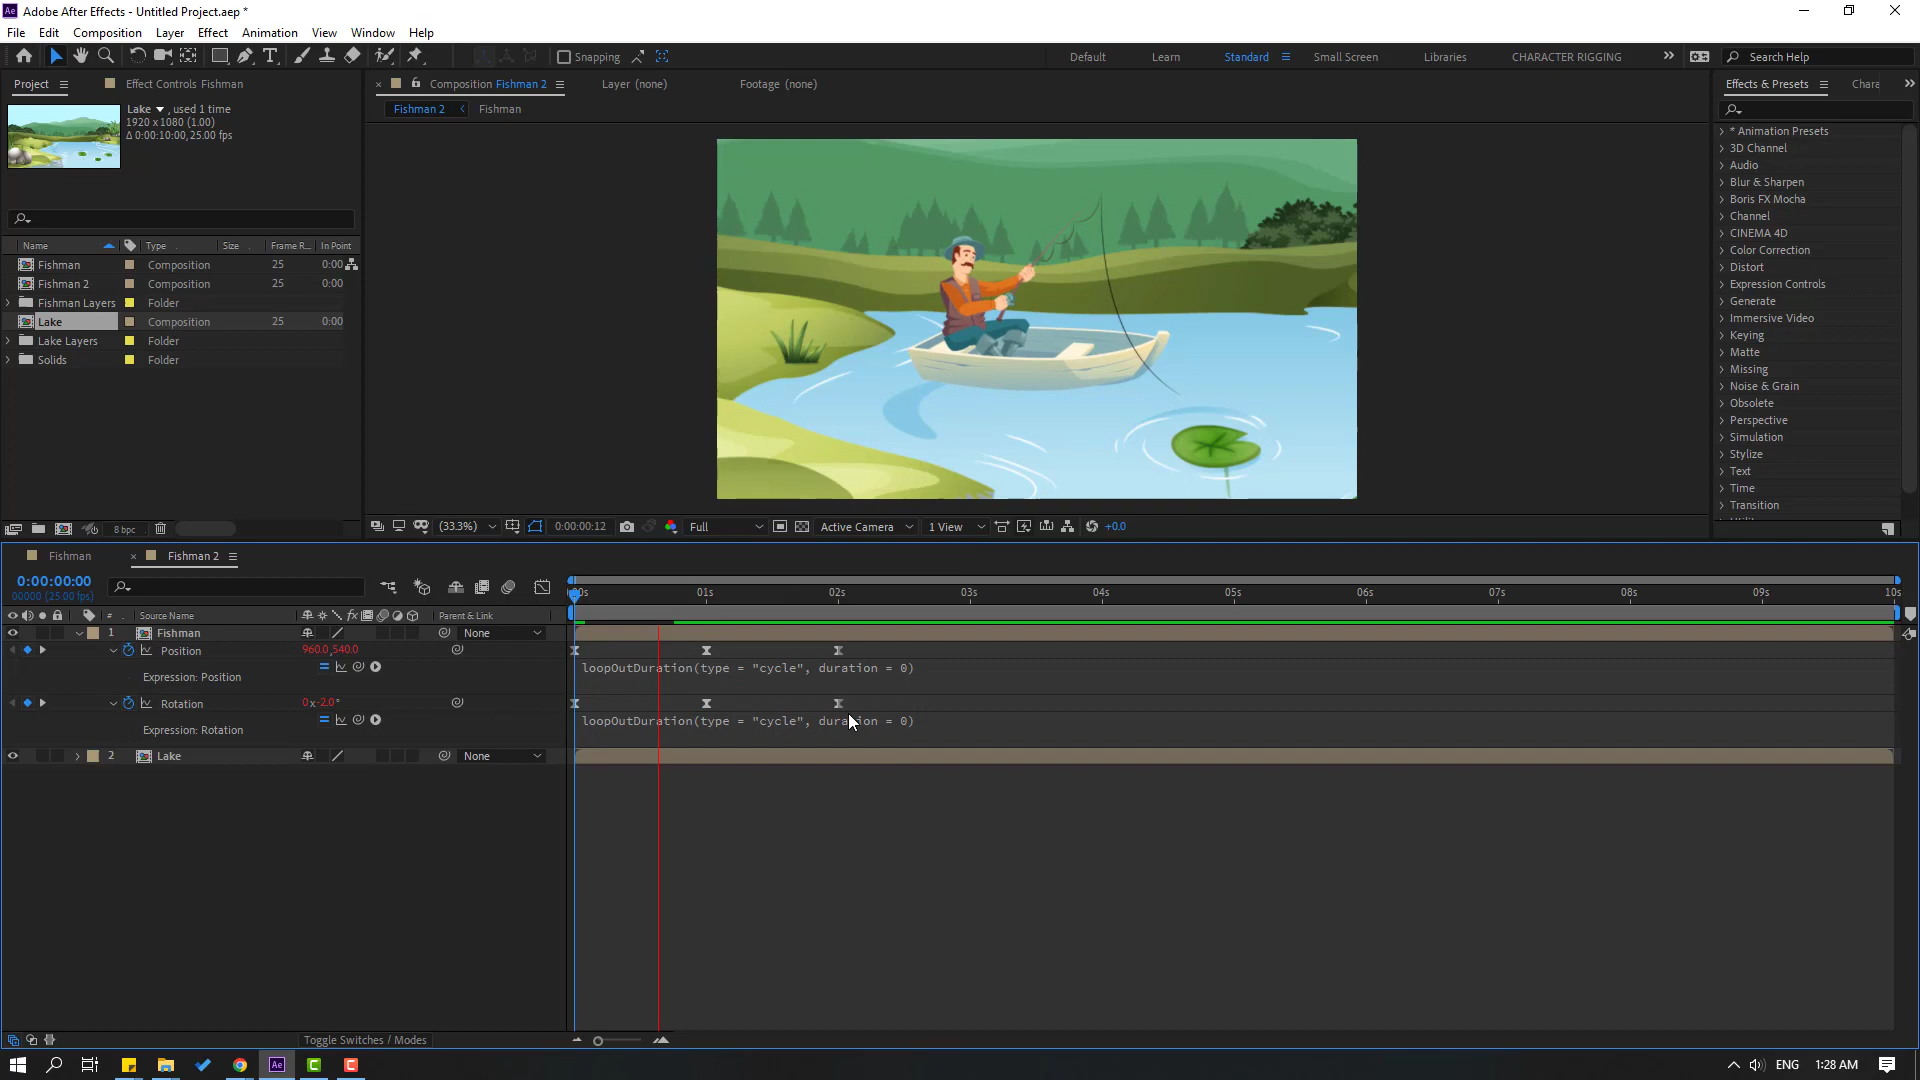 Adobe After Effects - Untitled Project.aep *
File Edit Composition Layer Effect Animation View Window Help
Snapping Default Learn Standard Small Screen Libraries CHARACTER RIGGING Search Help
Project Effect Controls Fishman Composition Fishman 2 Layer (none) Footage (none) Effects & Presets Chara
Fishman 2 Fishman
Lake , used 1 time
1920 x 1080 (1.00)
Δ 0:00:10:00, 25.00 fps
Name Type Size Frame R... In Point
Fishman Composition 25 0:00
Fishman 2 Composition 25 0:00
Fishman Layers Folder
Lake Composition 25 0:00
Lake Layers Folder
Solids Folder
8 bpc
* Animation Presets
3D Channel
Audio
Blur & Sharpen
Boris FX Mocha
Channel
CINEMA 4D
Color Correction
Distort
Expression Controls
Generate
Immersive Video
Keying
Matte
Missing
Noise & Grain
Obsolete
Perspective
Simulation
Stylize
Text
Time
Transition
(33.3%) 0:00:00:12 Full Active Camera 1 View +0.0
Fishman Fishman 2
0:00:00:00
00000 (25.00 fps)
00s 01s 02s 03s 04s 05s 06s 07s 08s 09s 10s
# Source Name Parent & Link
1 Fishman None
Position 960.0,540.0
Expression: Position loopOutDuration(type = "cycle", duration = 0)
Rotation 0x-2.0°
Expression: Rotation loopOutDuration(type = "cycle", duration = 0)
2 Lake None
Toggle Switches / Modes
Ae ENG 1:28 AM